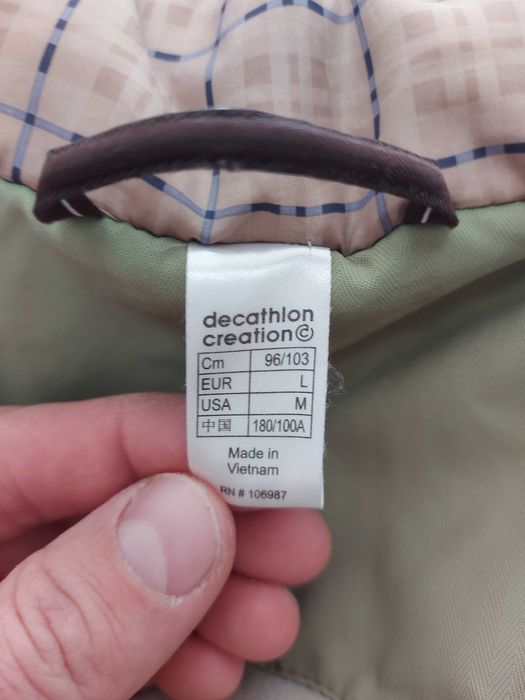 decathlon
creation©
Cm 96/103
EUR L
USA M
中国 180/100A
Made in
Vietnam
RN # 106987